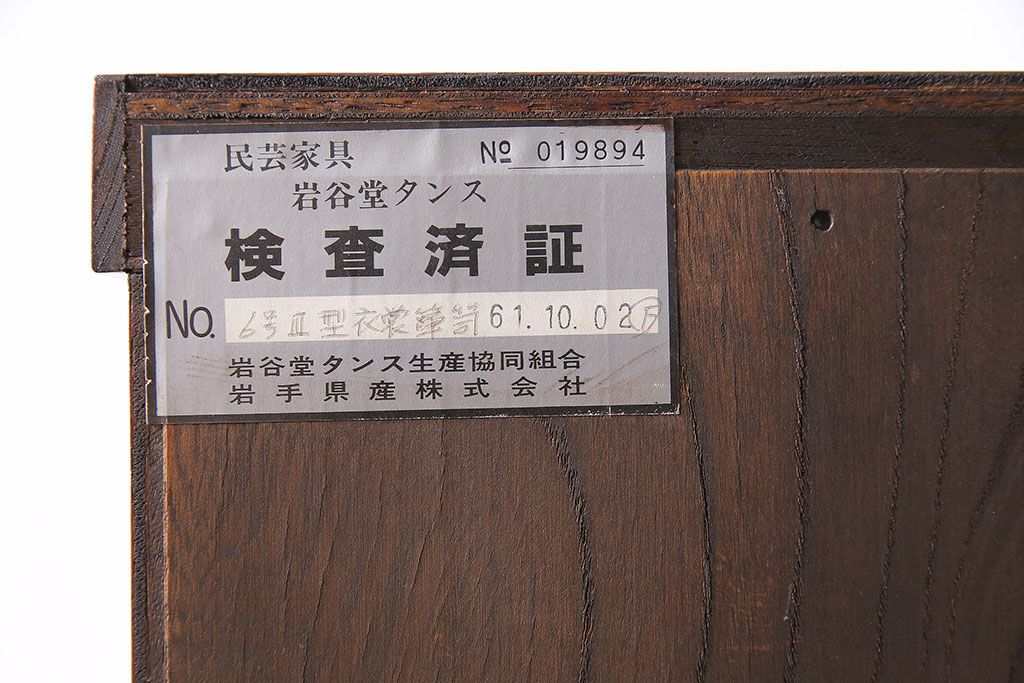 民芸家具 № 019894
岩谷堂タンス
検査済証
No. 6号Ⅲ型衣裳箪笥 61.10.02
岩谷堂タンス生産協同組合
岩手県産株式会社